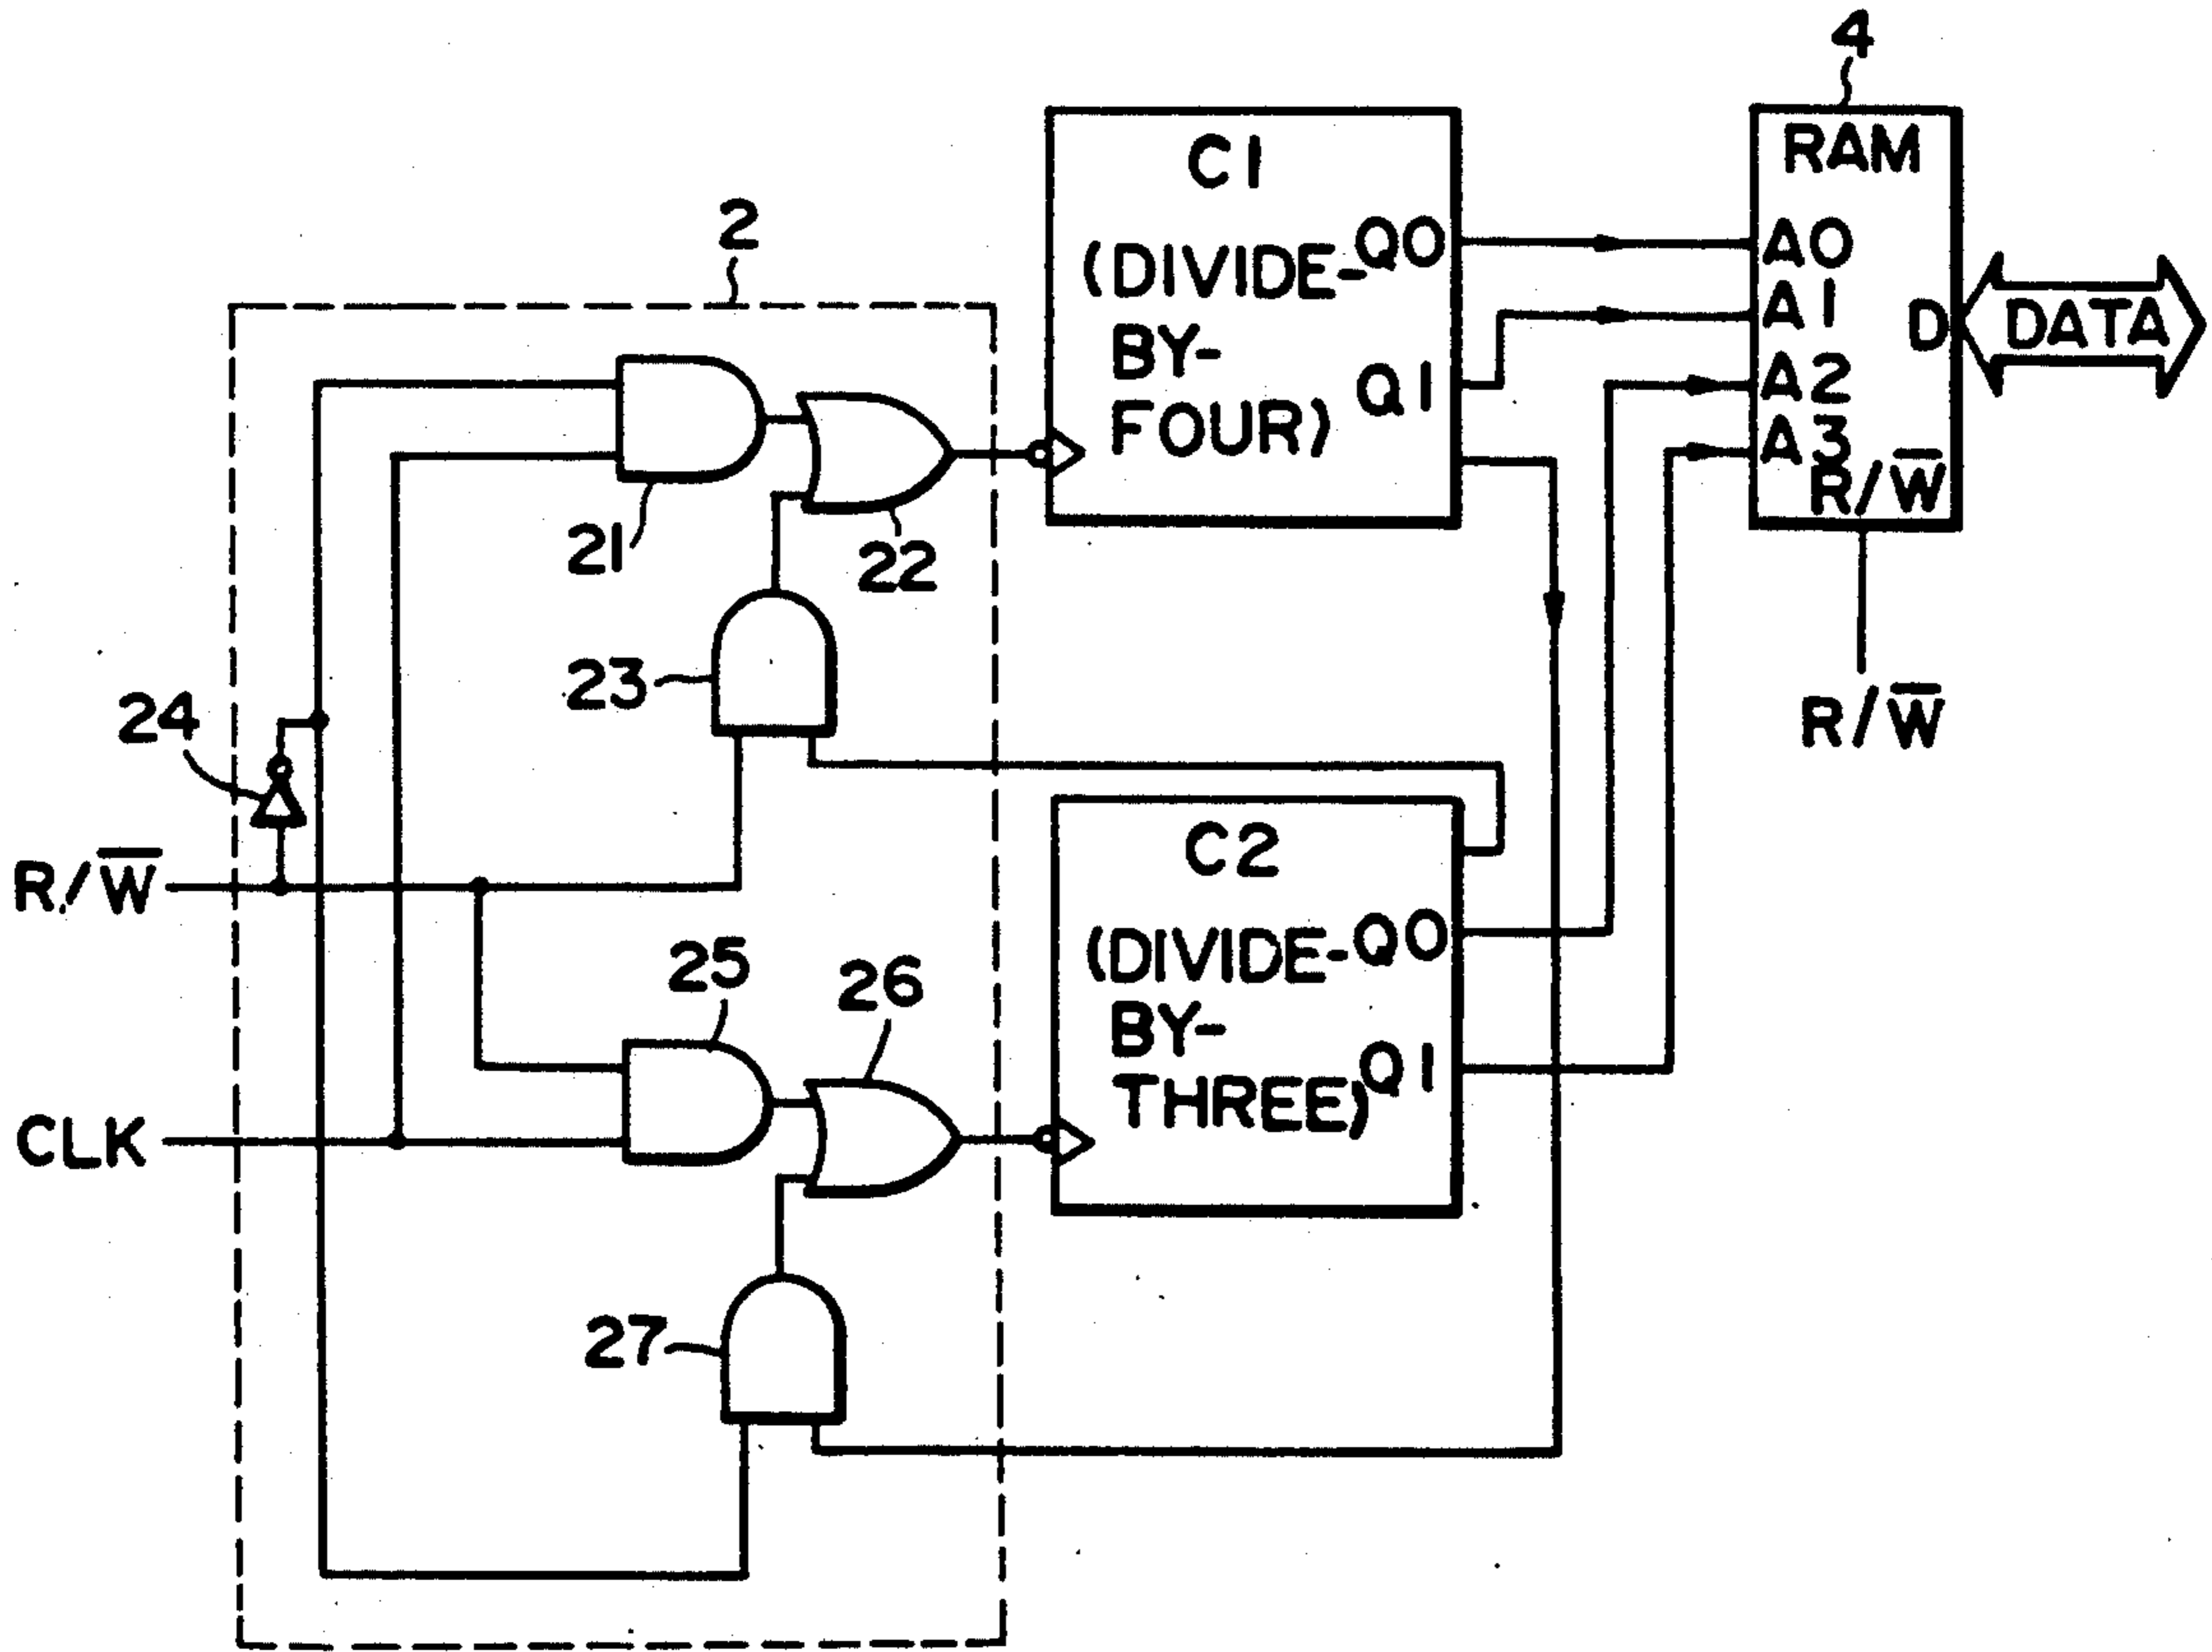 4
RAM
A0
A1
A2
A3
R/W̅
D
DATA
R/W̅
C1
(DIVIDE-
BY-
FOUR)
Q0
Q1
2
21
22
23
24
R/W̅
C2
(DIVIDE-
BY-
THREE)
Q0
Q1
25
26
CLK
27